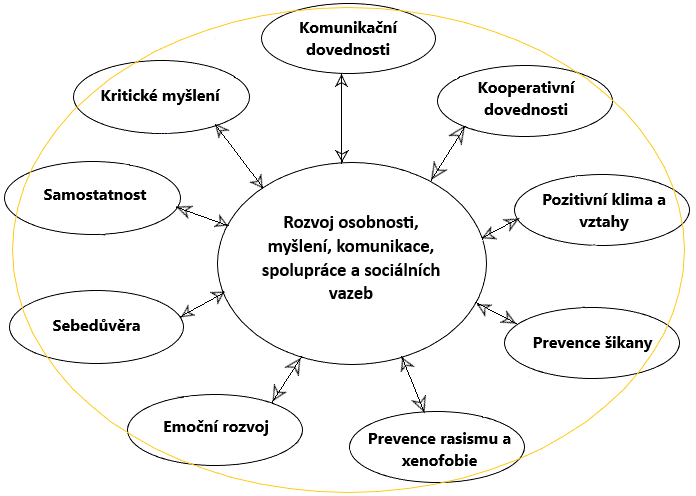 Komunikační
dovednosti
Kritické myšlení
Kooperativní
dovednosti
Samostatnost
Pozitivní klima a
vztahy
Rozvoj osobnosti,
myšlení, komunikace,
spolupráce a sociálních
vazeb
Sebedůvěra
Prevence šikany
Emoční rozvoj
Prevence rasismu a
xenofobie